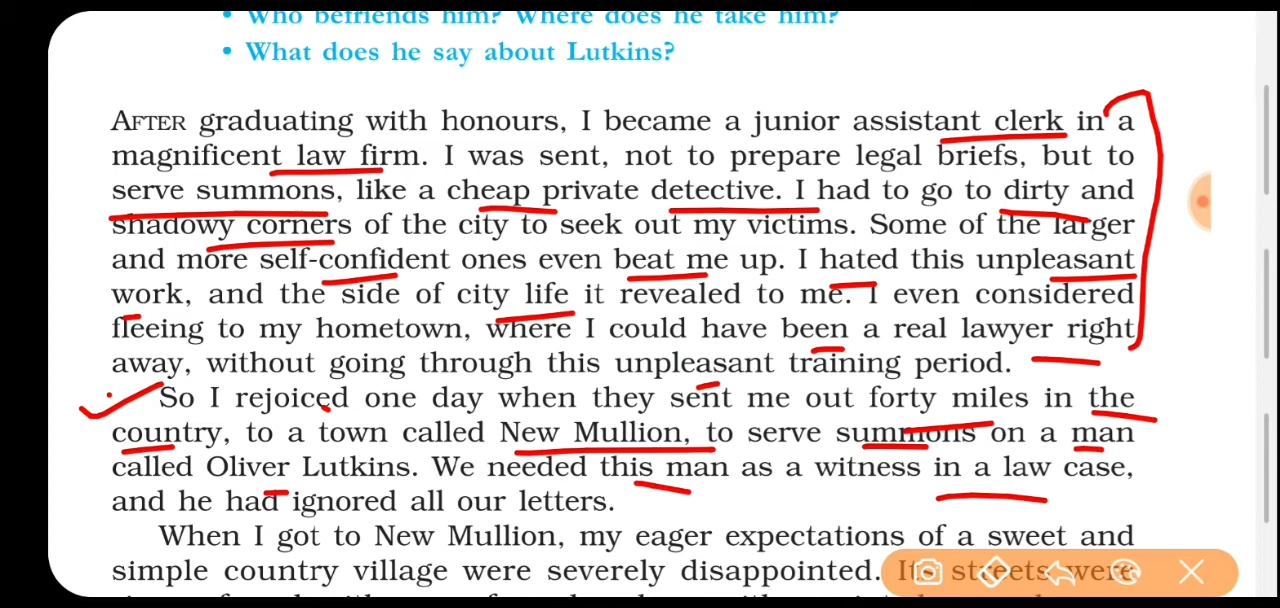 • Who befriends him? Where does he take him?
• What does he say about Lutkins?
AFTER graduating with honours, I became a junior assistant clerk in a
magnificent law firm. I was sent, not to prepare legal briefs, but to
serve summons, like a cheap private detective. I had to go to dirty and
shadowy corners of the city to seek out my victims. Some of the larger
and more self-confident ones even beat me up. I hated this unpleasant
work, and the side of city life it revealed to me. I even considered
fleeing to my hometown, where I could have been a real lawyer right
away, without going through this unpleasant training period.
So I rejoiced one day when they sent me out forty miles in the
country, to a town called New Mullion, to serve summons on a man
called Oliver Lutkins. We needed this man as a witness in a law case,
and he had ignored all our letters.
When I got to New Mullion, my eager expectations of a sweet and
simple country village were severely disappointed. Its streets were